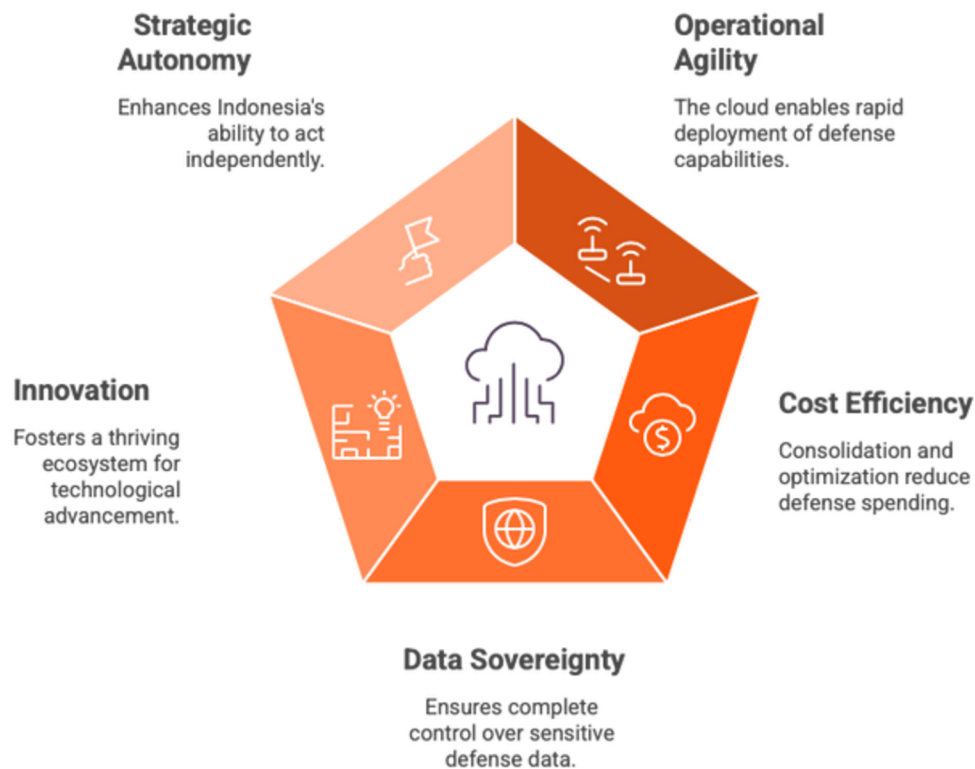 Strategic
Autonomy
Enhances Indonesia's
ability to act
independently.
Operational
Agility
The cloud enables rapid
deployment of defense
capabilities.
Innovation
Fosters a thriving
ecosystem for
technological
advancement.
$
Cost Efficiency
Consolidation and
optimization reduce
defense spending.
Data Sovereignty
Ensures complete
control over sensitive
defense data.